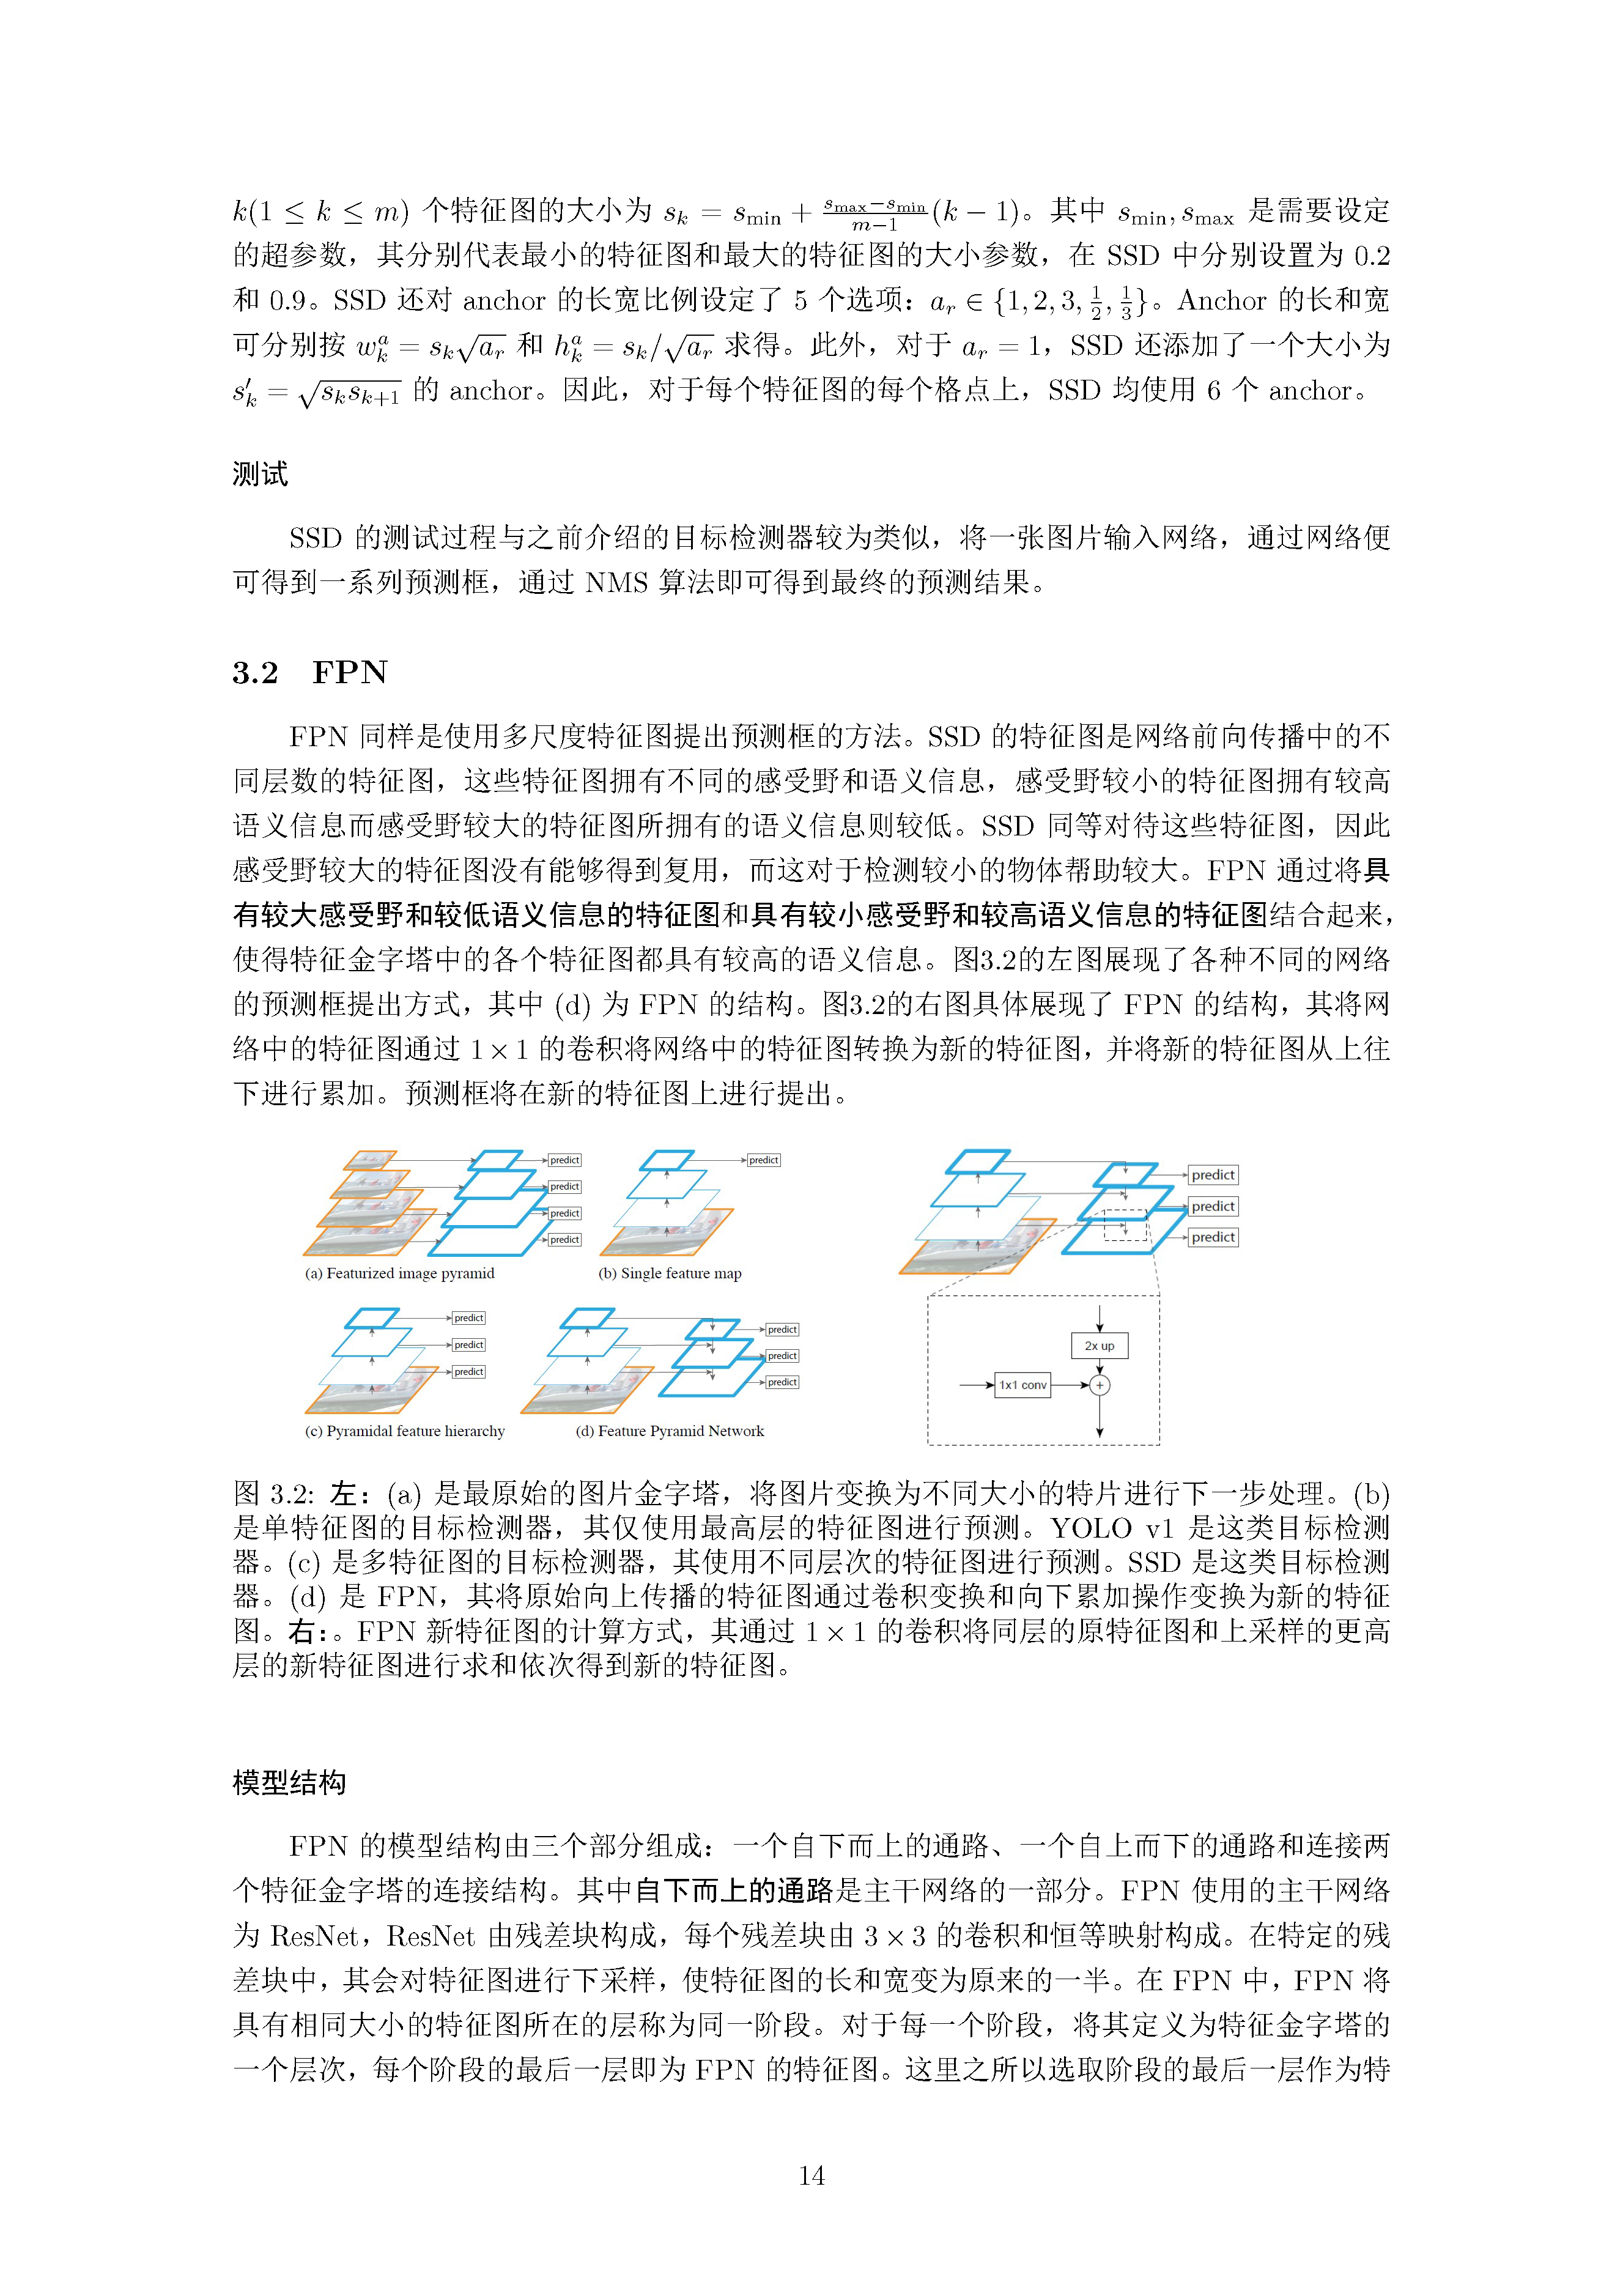 k(1 ≤ k ≤ m) 个特征图的大小为 s_k = s_min + (s_max−s_min)/(m−1) (k − 1)。其中 s_min, s_max 是需要设定
的超参数，其分别代表最小的特征图和最大的特征图的大小参数，在 SSD 中分别设置为 0.2
和 0.9。SSD 还对 anchor 的长宽比例设定了 5 个选项：a_r ∈ {1, 2, 3, 1/2, 1/3}。Anchor 的长和宽
可分别按 w_k^a = s_k√a_r 和 h_k^a = s_k/√a_r 求得。此外，对于 a_r = 1，SSD 还添加了一个大小为
s'_k = √(s_k s_{k+1}) 的 anchor。因此，对于每个特征图的每个格点上，SSD 均使用 6 个 anchor。
测试
SSD 的测试过程与之前介绍的目标检测器较为类似，将一张图片输入网络，通过网络便
可得到一系列预测框，通过 NMS 算法即可得到最终的预测结果。
3.2 FPN
FPN 同样是使用多尺度特征图提出预测框的方法。SSD 的特征图是网络前向传播中的不
同层数的特征图，这些特征图拥有不同的感受野和语义信息，感受野较小的特征图拥有较高
语义信息而感受野较大的特征图所拥有的语义信息则较低。SSD 同等对待这些特征图，因此
感受野较大的特征图没有能够得到复用，而这对于检测较小的物体帮助较大。FPN 通过将具
有较大感受野和较低语义信息的特征图和具有较小感受野和较高语义信息的特征图结合起来，
使得特征金字塔中的各个特征图都具有较高的语义信息。图3.2的左图展现了各种不同的网络
的预测框提出方式，其中 (d) 为 FPN 的结构。图3.2的右图具体展现了 FPN 的结构，其将网
络中的特征图通过 1 × 1 的卷积将网络中的特征图转换为新的特征图，并将新的特征图从上往
下进行累加。预测框将在新的特征图上进行提出。
predict
predict
predict
predict
(a) Featurized image pyramid
predict
(b) Single feature map
predict
predict
predict
(c) Pyramidal feature hierarchy
predict
predict
predict
(d) Feature Pyramid Network
predict
predict
predict
2x up
1x1 conv
+
图 3.2: 左：(a) 是最原始的图片金字塔，将图片变换为不同大小的特片进行下一步处理。(b)
是单特征图的目标检测器，其仅使用最高层的特征图进行预测。YOLO v1 是这类目标检测
器。(c) 是多特征图的目标检测器，其使用不同层次的特征图进行预测。SSD 是这类目标检测
器。(d) 是 FPN，其将原始向上传播的特征图通过卷积变换和向下累加操作变换为新的特征
图。右：。FPN 新特征图的计算方式，其通过 1 × 1 的卷积将同层的原特征图和上采样的更高
层的新特征图进行求和依次得到新的特征图。
模型结构
FPN 的模型结构由三个部分组成：一个自下而上的通路、一个自上而下的通路和连接两
个特征金字塔的连接结构。其中自下而上的通路是主干网络的一部分。FPN 使用的主干网络
为 ResNet，ResNet 由残差块构成，每个残差块由 3 × 3 的卷积和恒等映射构成。在特定的残
差块中，其会对特征图进行下采样，使特征图的长和宽变为原来的一半。在 FPN 中，FPN 将
具有相同大小的特征图所在的层称为同一阶段。对于每一个阶段，将其定义为特征金字塔的
一个层次，每个阶段的最后一层即为 FPN 的特征图。这里之所以选取阶段的最后一层作为特
14